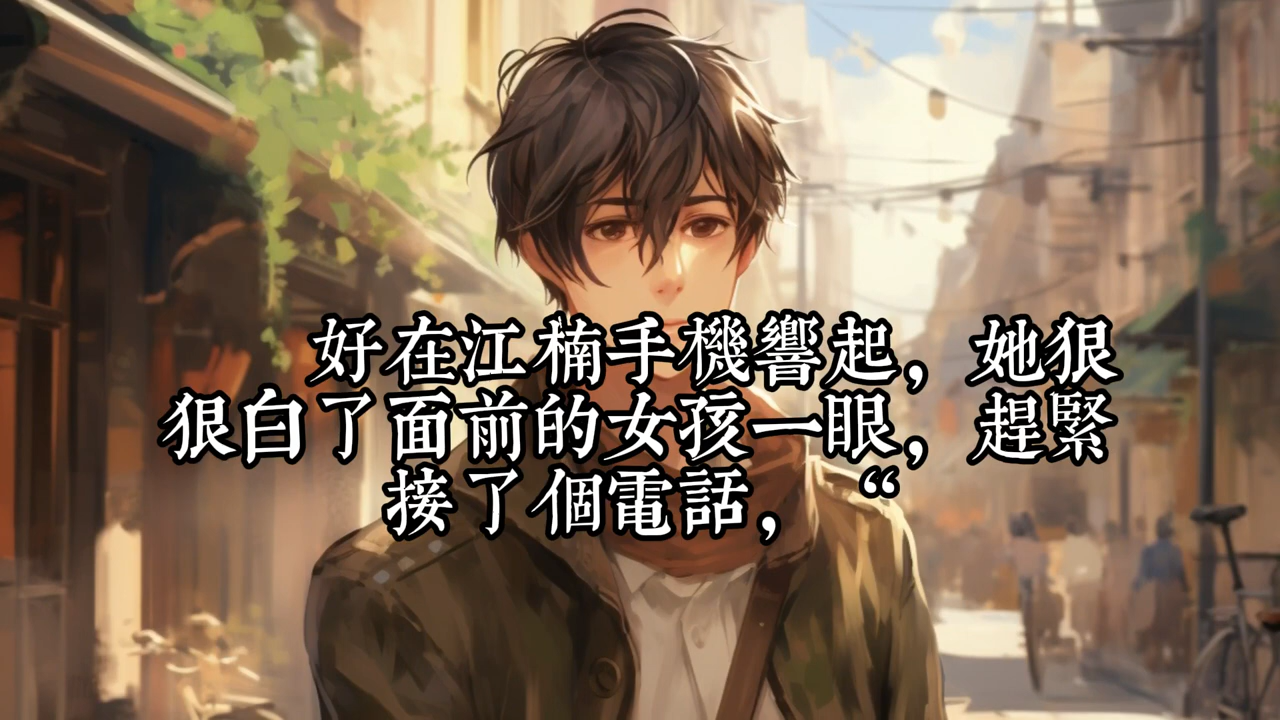 好在江楠手機響起，她狠
狠白了面前的女孩一眼，趕緊
接了個電話，“